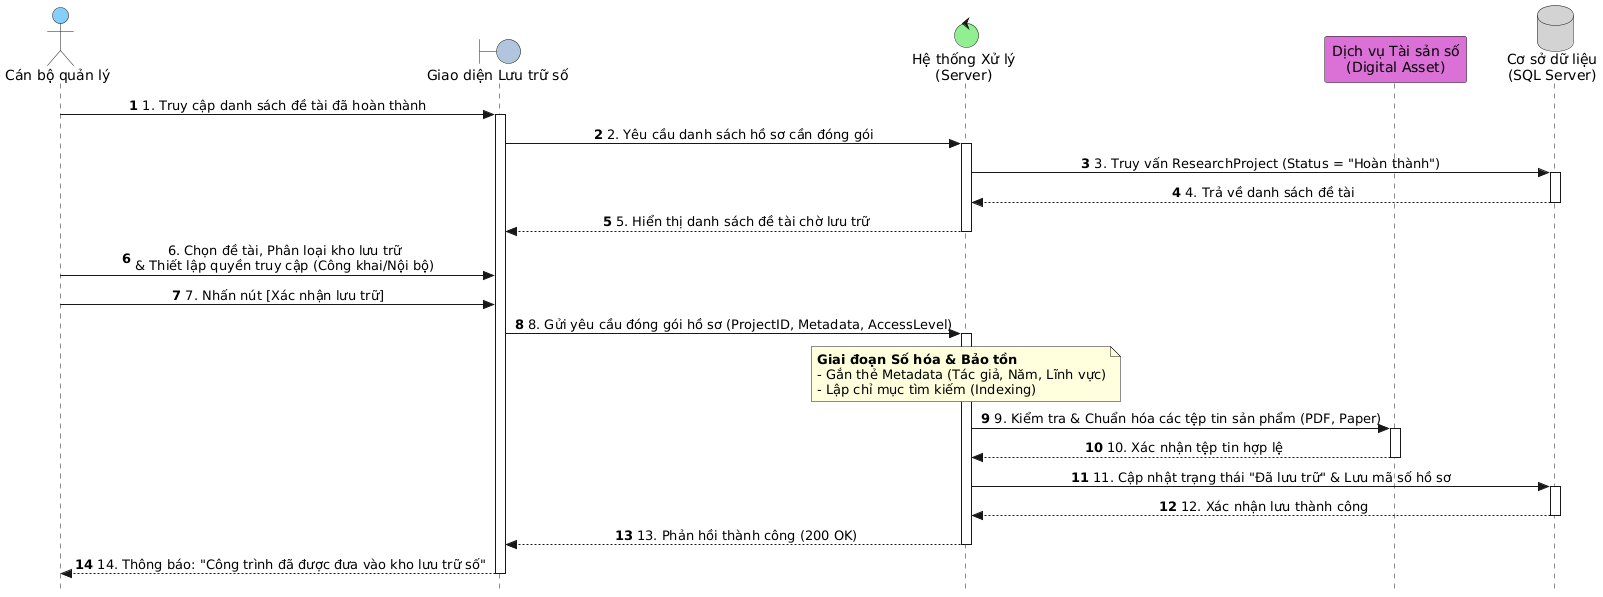 Cán bộ quản lý
Giao diện Lưu trữ số
Hệ thống Xử lý
(Server)
Dịch vụ Tài sản số
(Digital Asset)
Cơ sở dữ liệu
(SQL Server)
1 1. Truy cập danh sách đề tài đã hoàn thành
2 2. Yêu cầu danh sách hồ sơ cần đóng gói
3 3. Truy vấn ResearchProject (Status = "Hoàn thành")
4 4. Trả về danh sách đề tài
5 5. Hiển thị danh sách đề tài chờ lưu trữ
6 6. Chọn đề tài, Phân loại kho lưu trữ
& Thiết lập quyền truy cập (Công khai/Nội bộ)
7 7. Nhấn nút [Xác nhận lưu trữ]
8 8. Gửi yêu cầu đóng gói hồ sơ (ProjectID, Metadata, AccessLevel)
Giai đoạn Số hóa & Bảo tồn
- Gắn thẻ Metadata (Tác giả, Năm, Lĩnh vực)
- Lập chỉ mục tìm kiếm (Indexing)
9 9. Kiểm tra & Chuẩn hóa các tệp tin sản phẩm (PDF, Paper)
10 10. Xác nhận tệp tin hợp lệ
11 11. Cập nhật trạng thái "Đã lưu trữ" & Lưu mã số hồ sơ
12 12. Xác nhận lưu thành công
13 13. Phản hồi thành công (200 OK)
14 14. Thông báo: "Công trình đã được đưa vào kho lưu trữ số"